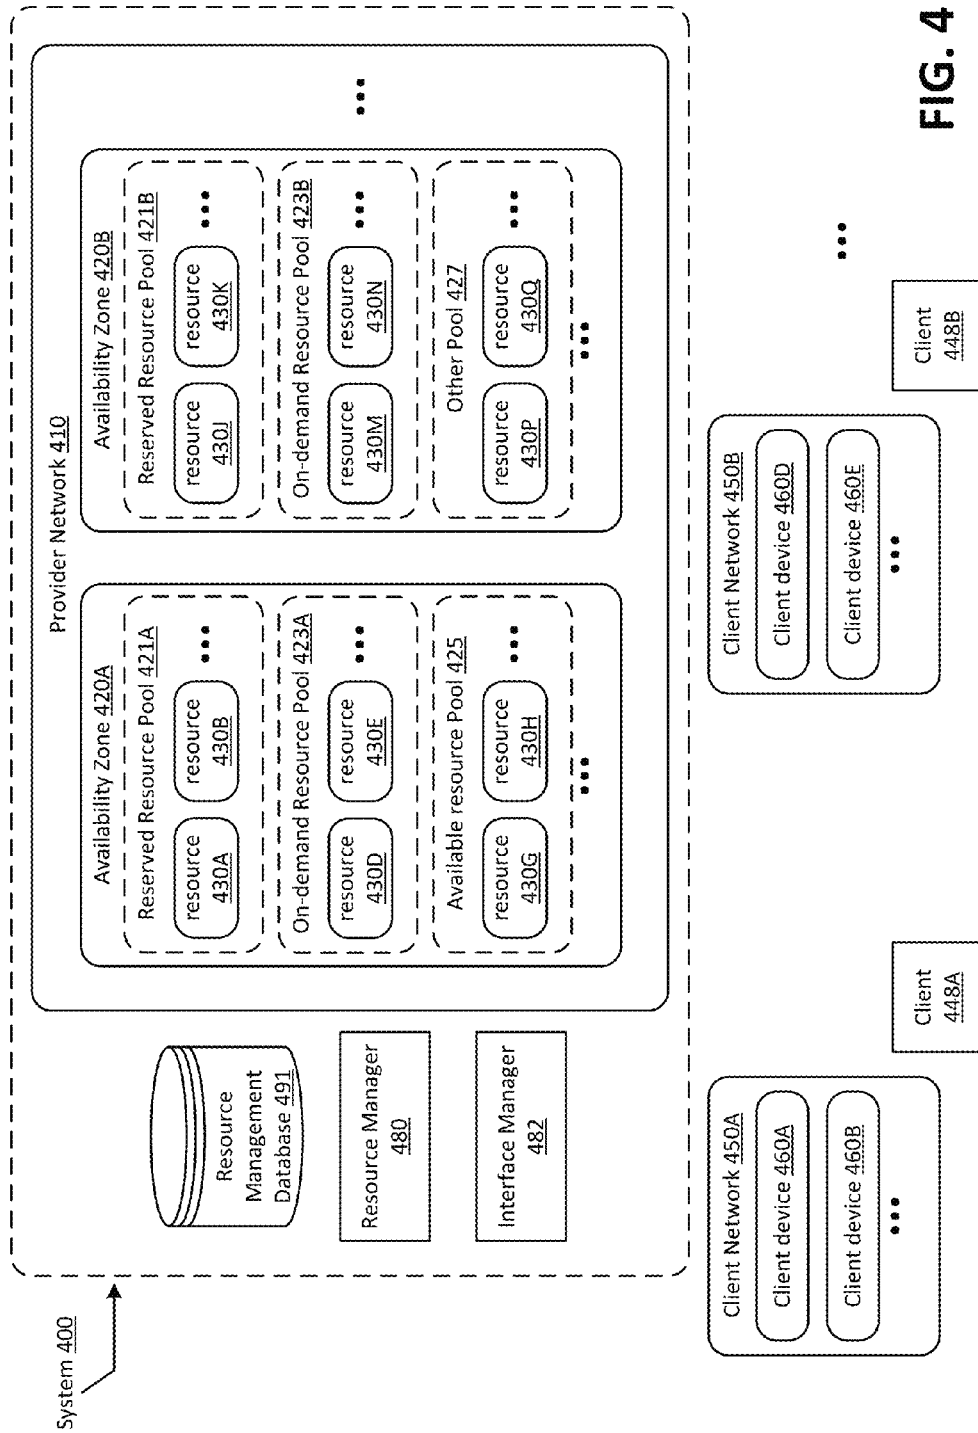 System 400
Resource
Management
Database 491
Resource Manager
480
Interface Manager
482
Provider Network 410
Availability Zone 420A
Reserved Resource Pool 421A
resource
430A
resource
430B
...
On-demand Resource Pool 423A
resource
430D
resource
430E
...
Available resource Pool 425
resource
430G
resource
430H
...
...
Availability Zone 420B
Reserved Resource Pool 421B
resource
430J
resource
430K
...
On-demand Resource Pool 423B
resource
430M
resource
430N
...
Other Pool 427
resource
430P
resource
430Q
...
...
...
Client Network 450A
Client device 460A
Client device 460B
...
Client
448A
Client Network 450B
Client device 460D
Client device 460E
...
Client
448B
...
FIG. 4